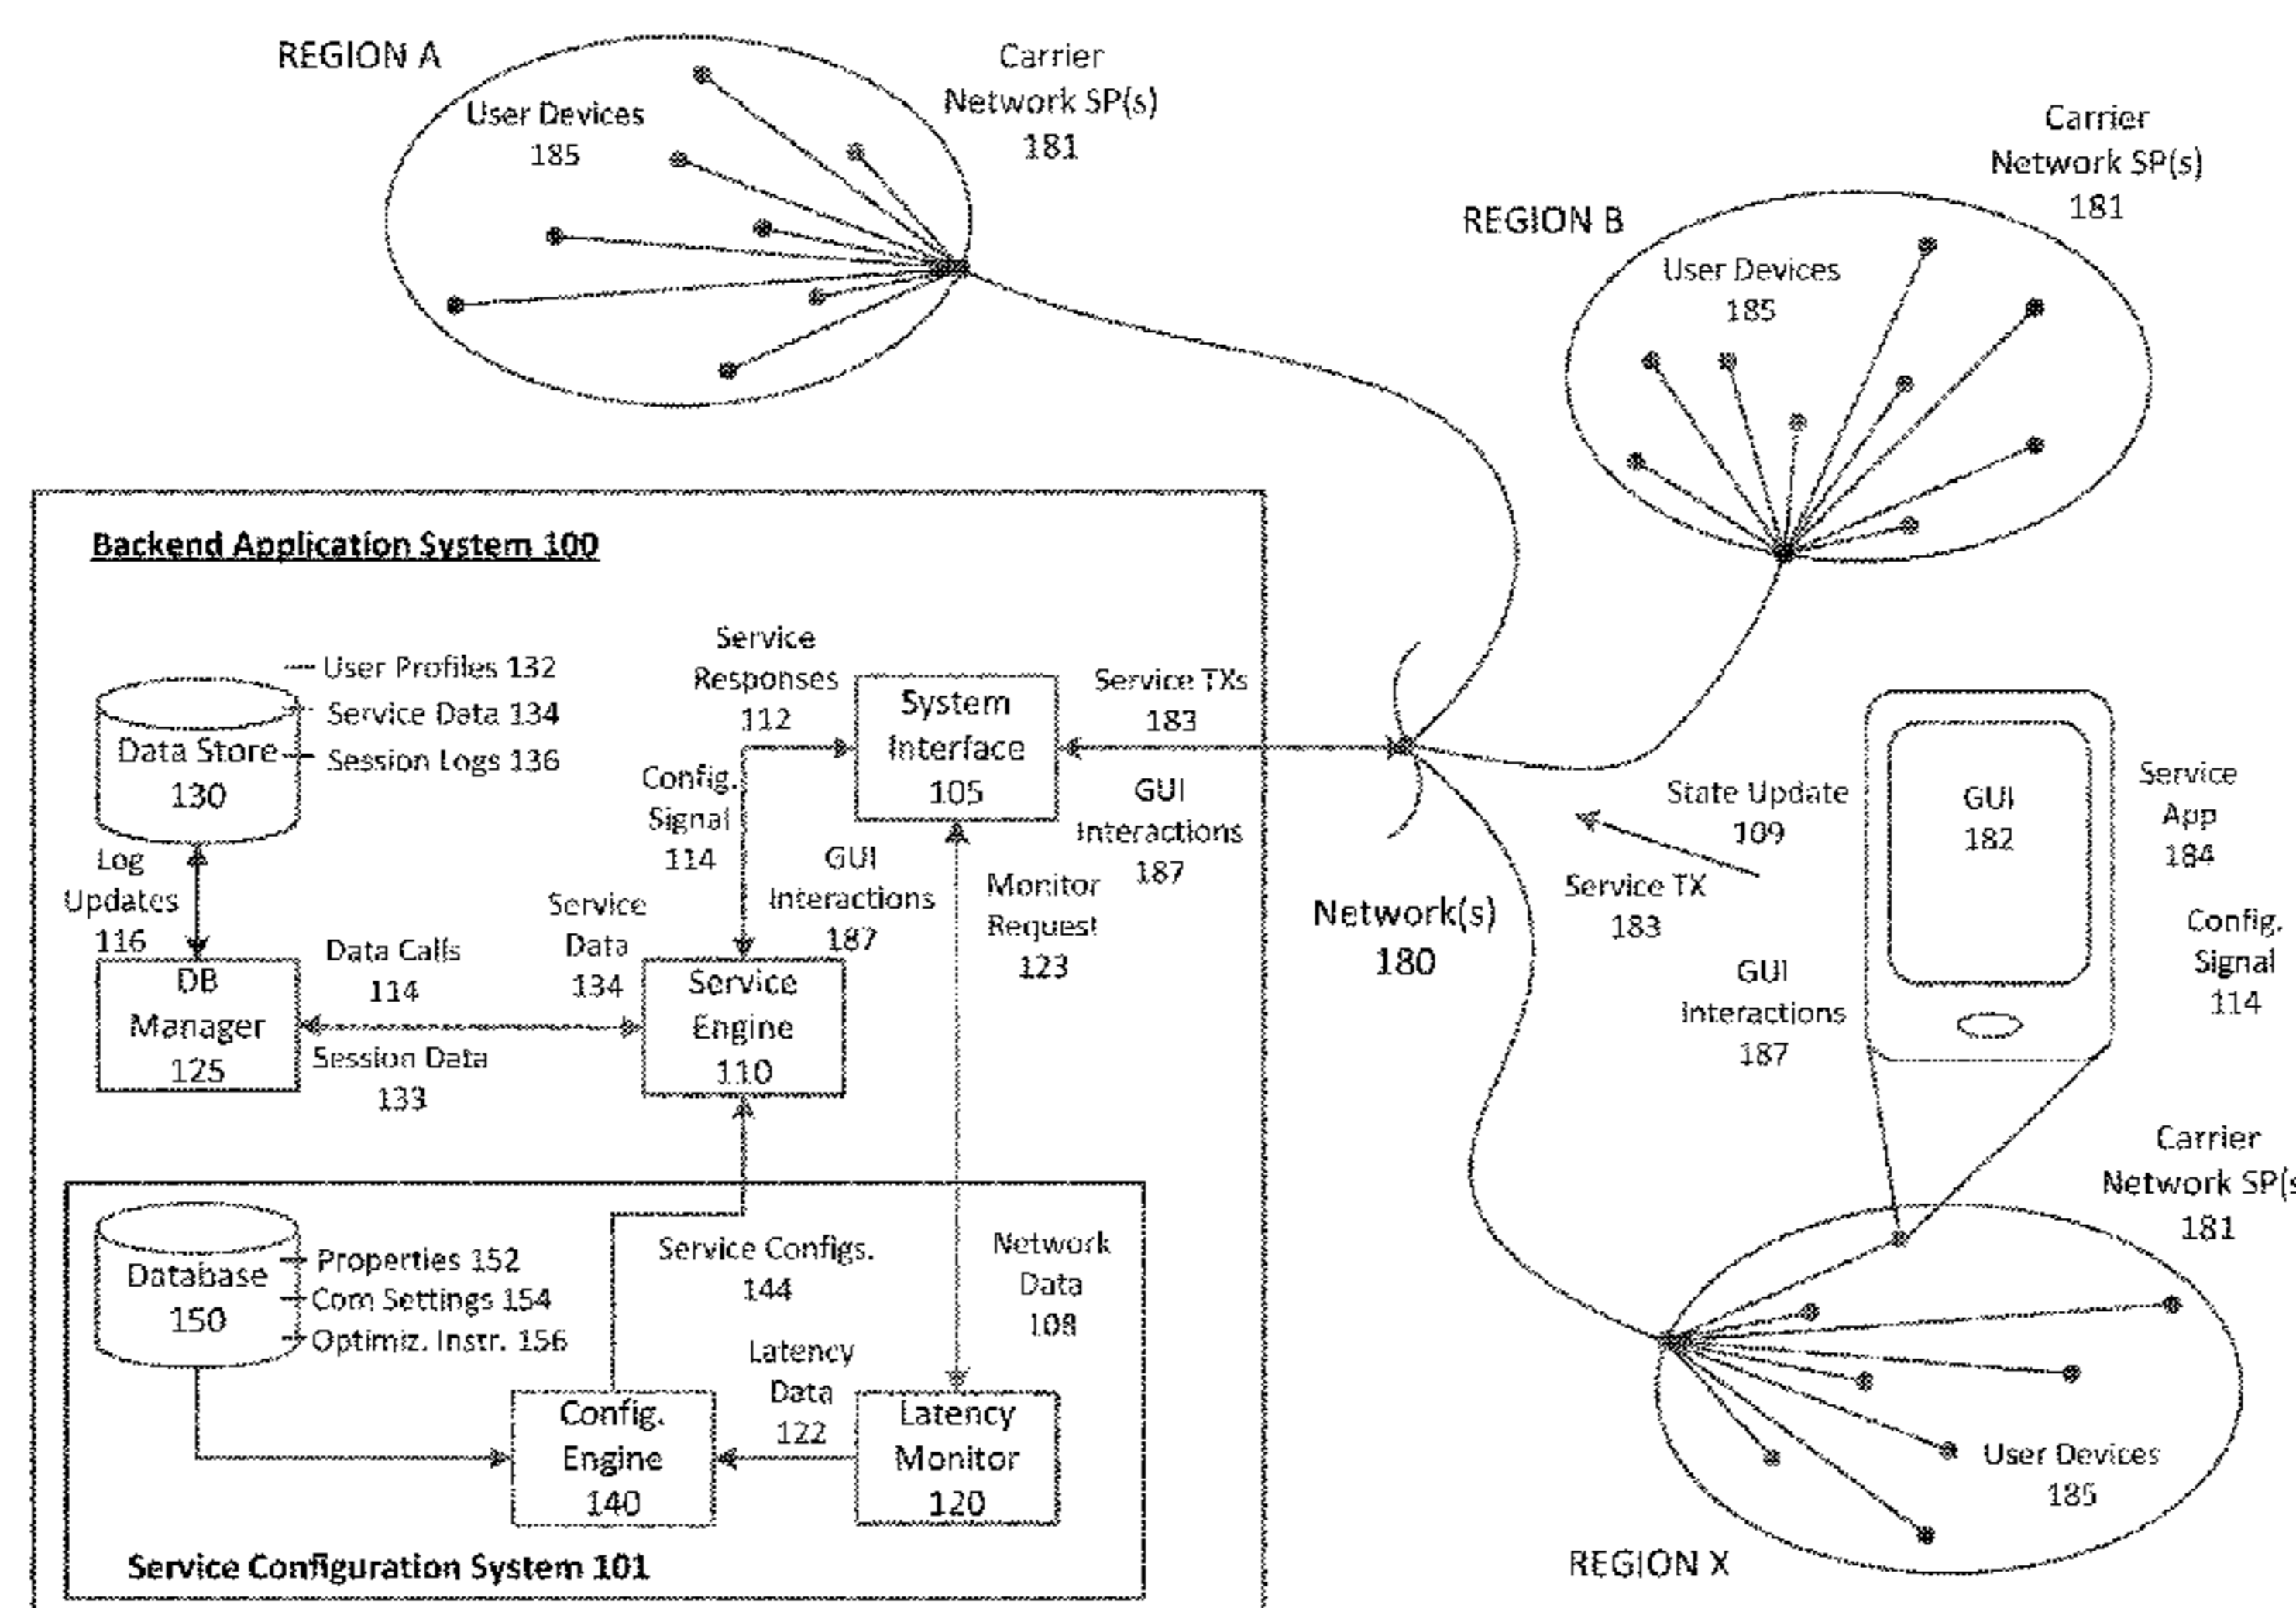 REGION A
Carrier
Network SP(s)
181
User Devices
185
Carrier
Network SP(s)
181
REGION B
User Devices
185
Backend Application System 100
User Profiles 132
Service Data 134
Session Logs 136
Data Store
130
Log
Updates
116
DB
Manager
125
Data Calls
114
Session Data
133
Service
Data
134
Service
Engine
110
Service
Responses
112
Config.
Signal
114
GUI
Interactions
187
System
Interface
105
Service TXs
183
GUI
Interactions
187
Monitor
Request
123
Network(s)
180
State Update
109
Service TX
183
GUI
Interactions
187
GUI
182
Service
App
184
Config.
Signal
114
Database
150
Properties 152
Com Settings 154
Optimiz. Instr. 156
Service Configs.
144
Network
Data
108
Latency
Data
122
Config.
Engine
140
Latency
Monitor
120
Service Configuration System 101
Carrier
Network SP(s
181
User Devices
185
REGION X